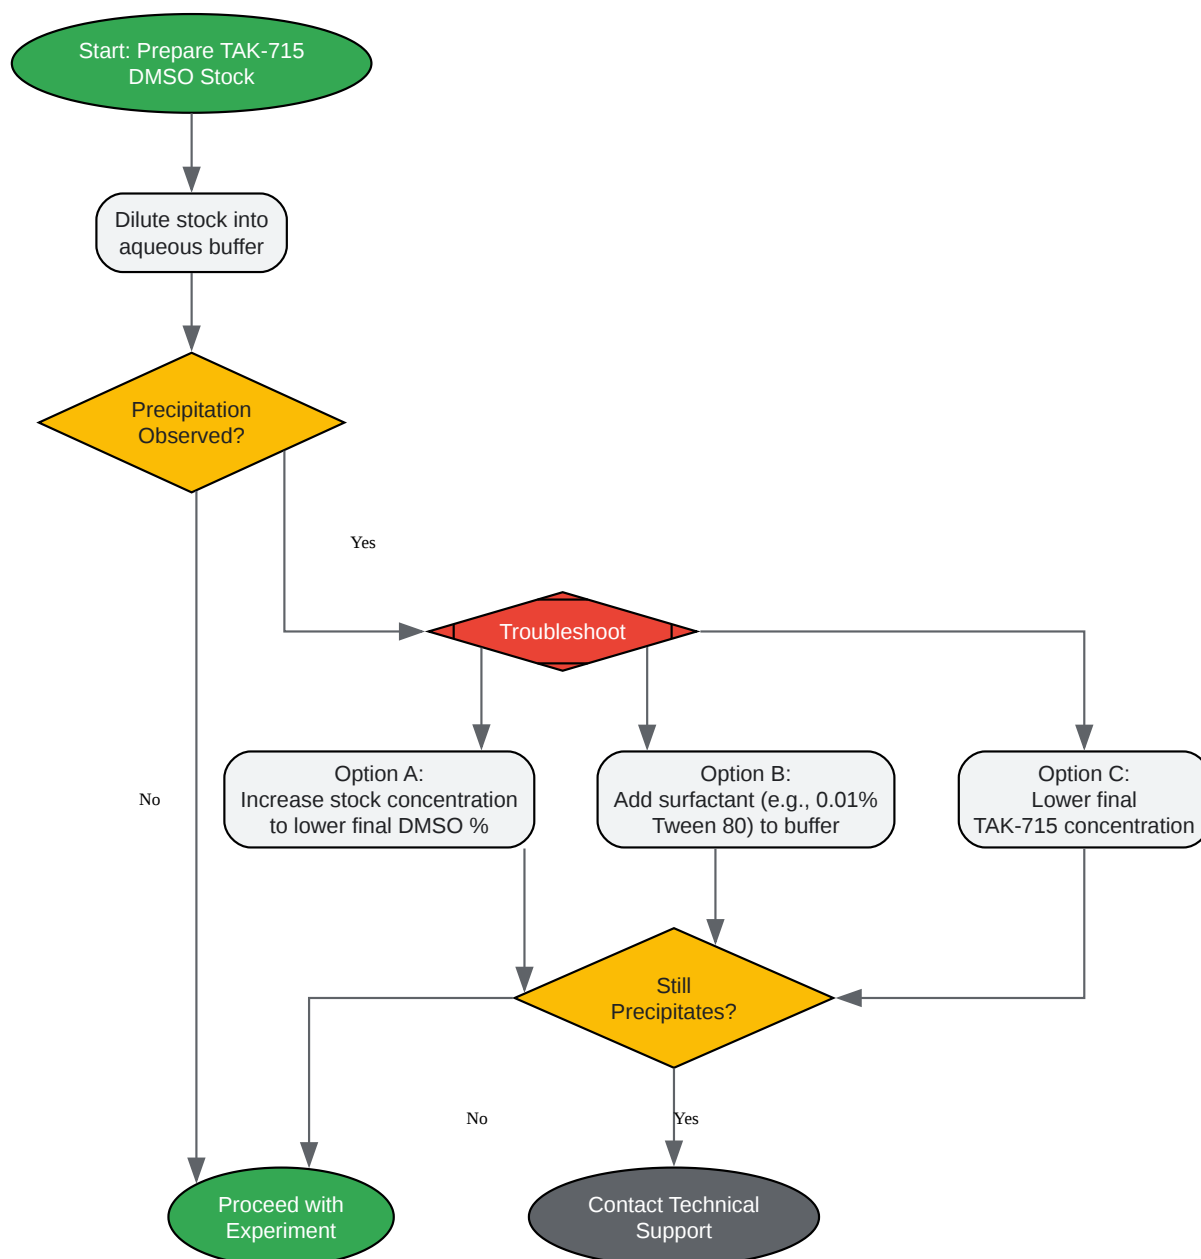 Start: Prepare TAK-715
DMSO Stock
Dilute stock into
aqueous buffer
Precipitation
Observed?
Yes
Troubleshoot
Option A:
Increase stock concentration
to lower final DMSO %
Option B:
Add surfactant (e.g., 0.01%
Tween 80) to buffer
Option C:
Lower final
TAK-715 concentration
No
Still
Precipitates?
No
Yes
Proceed with
Experiment
Contact Technical
Support